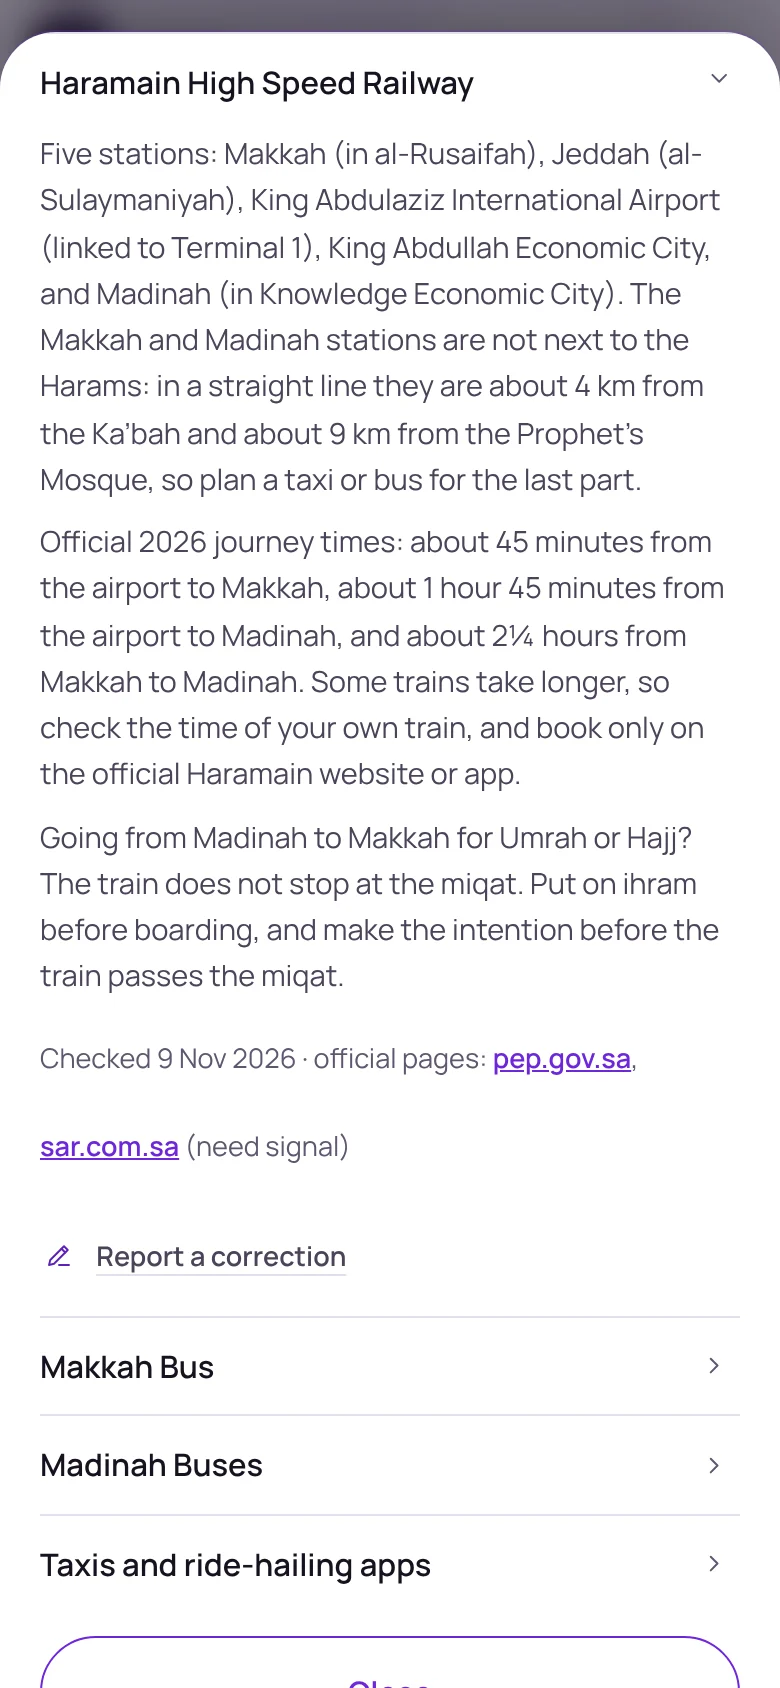 Haramain High Speed Railway
Five stations: Makkah (in al-Rusaifah), Jeddah (al-
Sulaymaniyah), King Abdulaziz International Airport
(linked to Terminal 1), King Abdullah Economic City,
and Madinah (in Knowledge Economic City). The
Makkah and Madinah stations are not next to the
Harams: in a straight line they are about 4 km from
the Ka’bah and about 9 km from the Prophet’s
Mosque, so plan a taxi or bus for the last part.
Official 2026 journey times: about 45 minutes from
the airport to Makkah, about 1 hour 45 minutes from
the airport to Madinah, and about 2¼ hours from
Makkah to Madinah. Some trains take longer, so
check the time of your own train, and book only on
the official Haramain website or app.
Going from Madinah to Makkah for Umrah or Hajj?
The train does not stop at the miqat. Put on ihram
before boarding, and make the intention before the
train passes the miqat.
Checked 9 Nov 2026 · official pages: pep.gov.sa,
sar.com.sa (need signal)
Report a correction
Makkah Bus
Madinah Buses
Taxis and ride-hailing apps
Close